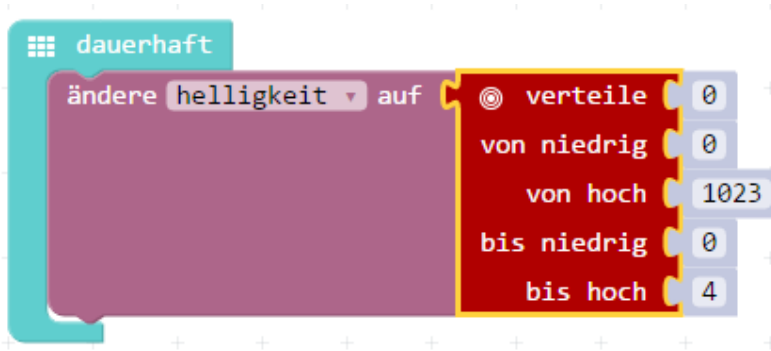 dauerhaft
ändere helligkeit auf verteile 0
von niedrig 0
von hoch 1023
bis niedrig 0
bis hoch 4